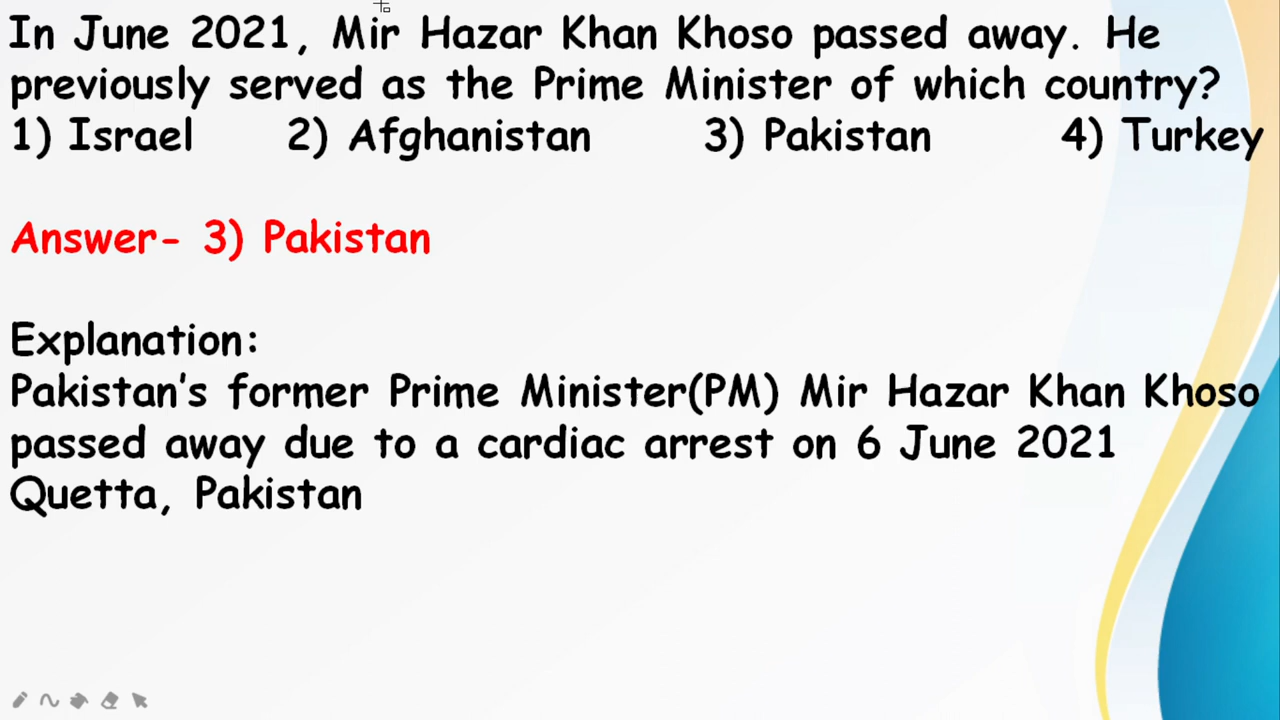 In June 2021, Mir Hazar Khan Khoso passed away. He
previously served as the Prime Minister of which country?
1) Israel 2) Afghanistan 3) Pakistan 4) Turkey
Answer- 3) Pakistan
Explanation:
Pakistan's former Prime Minister(PM) Mir Hazar Khan Khoso
passed away due to a cardiac arrest on 6 June 2021
Quetta, Pakistan